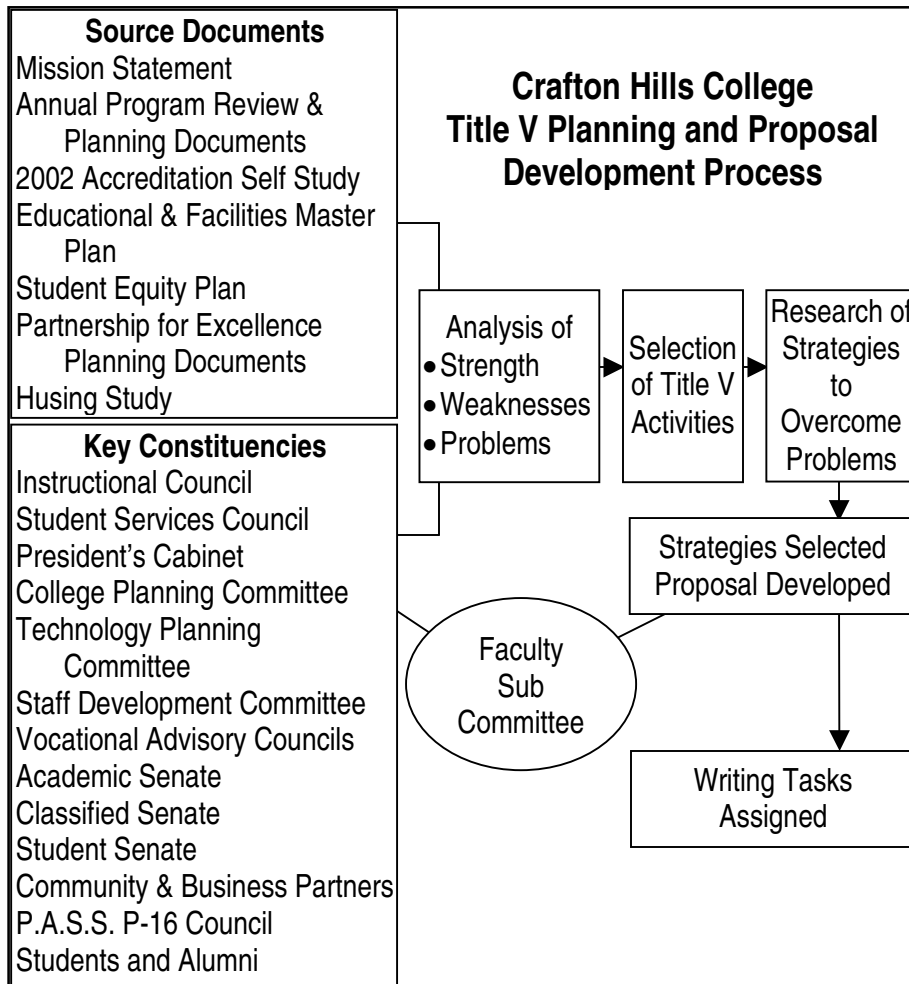 Source Documents
Mission Statement
Annual Program Review &
Planning Documents
2002 Accreditation Self Study
Educational & Facilities Master
Plan
Student Equity Plan
Partnership for Excellence
Planning Documents
Husing Study
Key Constituencies
Instructional Council
Student Services Council
President's Cabinet
College Planning Committee
Technology Planning
Committee
Staff Development Committee
Vocational Advisory Councils
Academic Senate
Classified Senate
Student Senate
Community & Business Partners
P.A.S.S. P-16 Council
Students and Alumni
Crafton Hills College
Title V Planning and Proposal
Development Process
Analysis of
• Strength
• Weaknesses
• Problems
Selection
of Title V
Activities
Research of
Strategies
to
Overcome
Problems
Strategies Selected
Proposal Developed
Faculty
Sub
Committee
Writing Tasks
Assigned